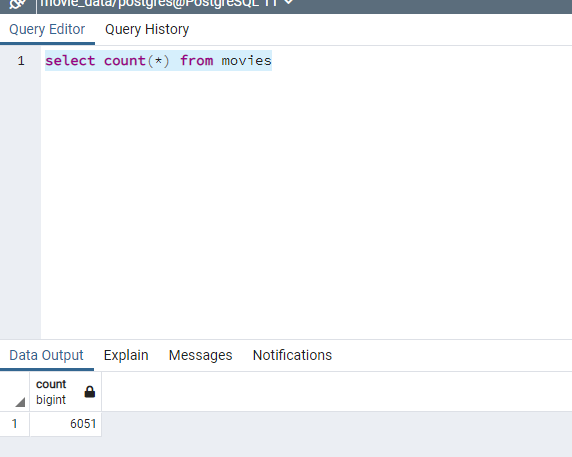 movie_data/postgres@PostgreSQL 11
Query Editor Query History
1 select count(*) from movies
Data Output Explain Messages Notifications
count
bigint
1 6051